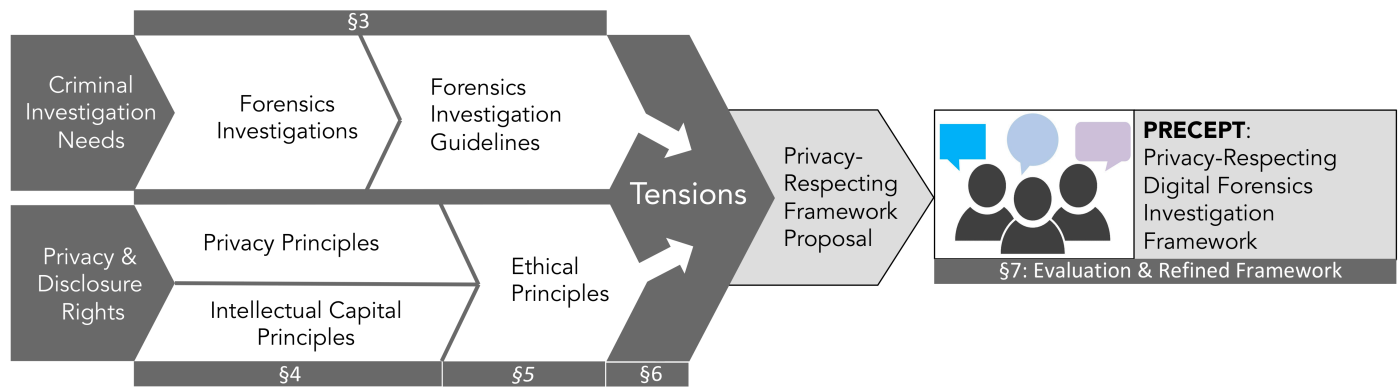 §3
Criminal
Investigation
Needs
Forensics
Investigations
Forensics
Investigation
Guidelines
Privacy &
Disclosure
Rights
Privacy Principles
Intellectual Capital
Principles
Ethical
Principles
§4
§5
§6
Tensions
Privacy-
Respecting
Framework
Proposal
PRECEPT:
Privacy-Respecting
Digital Forensics
Investigation
Framework
§7: Evaluation & Refined Framework